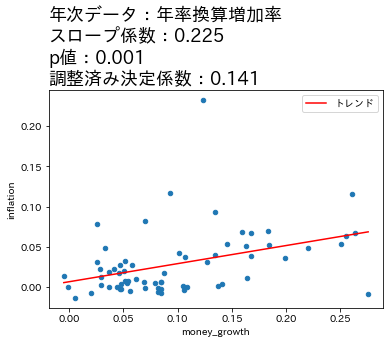 年次データ：年率換算増加率
スロープ係数：0.225
p値：0.001
調整済み決定係数：0.141
トレンド
0.20
0.15
0.10
0.05
0.00
inflation
0.00
0.05
0.10
0.15
0.20
0.25
money_growth